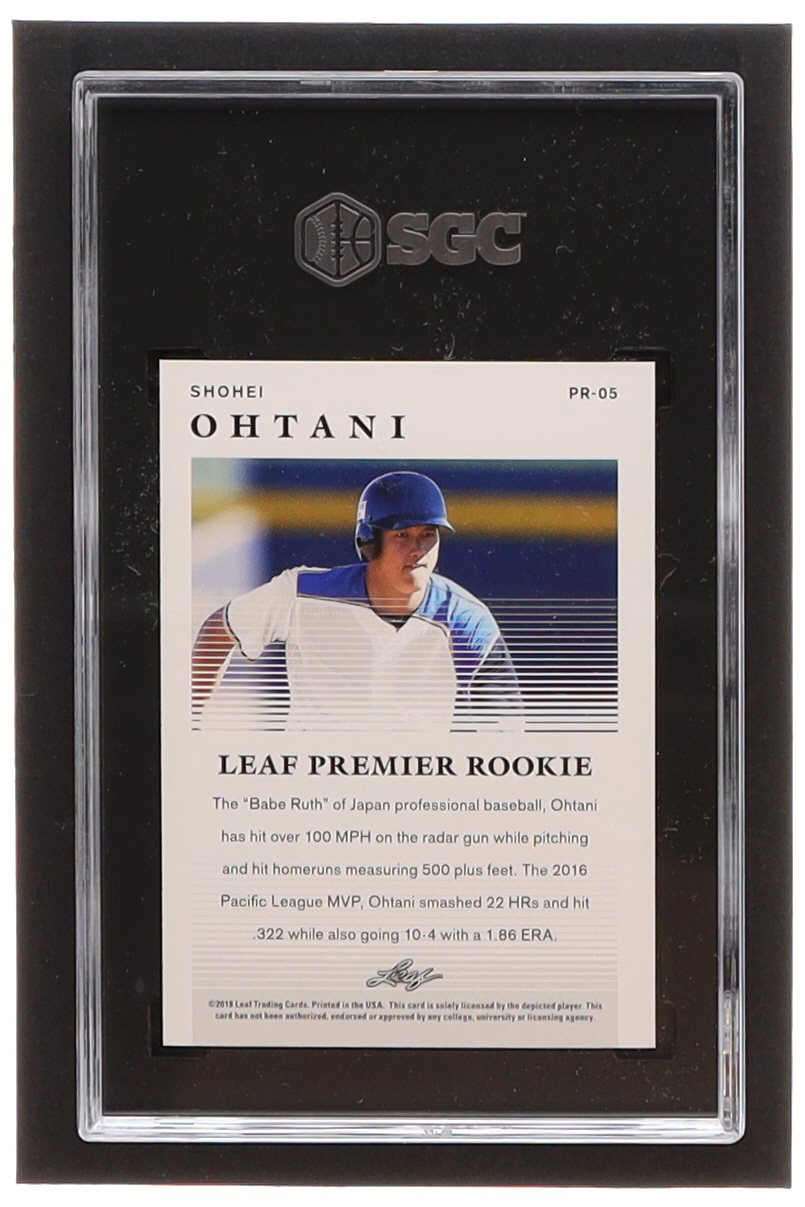 SGC
SHOHEI
PR-05
OHTANI
LEAF PREMIER ROOKIE
The "Babe Ruth" of Japan professional baseball, Ohtani
has hit over 100 MPH on the radar gun while pitching
and hit homeruns measuring 500 plus feet. The 2016
Pacific League MVP, Ohtani smashed 22 HRs and hit
.322 while also going 10-4 with a 1.86 ERA.
Leaf
©2018 Leaf Trading Cards. Printed in the USA. This card is solely licensed by the depicted player. This
card has not been authorized, endorsed or approved by any college, university or licensing agency.